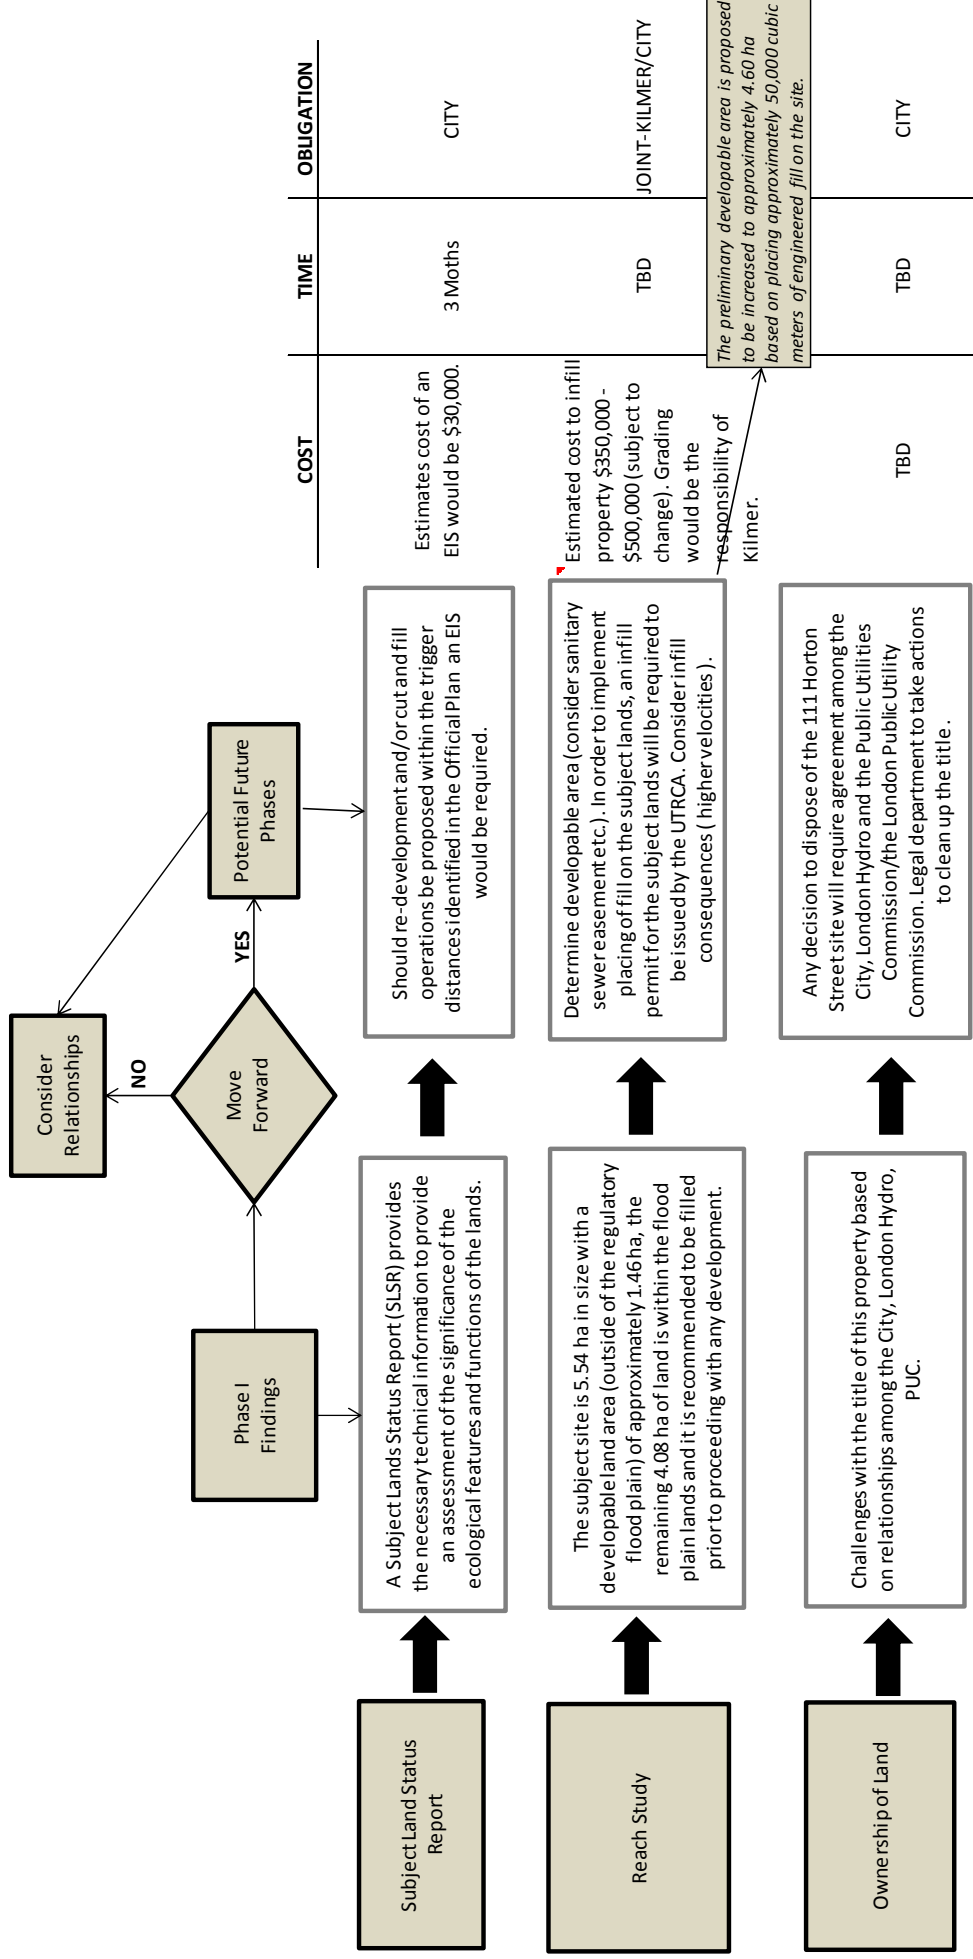 Consider
Relationships
NO
Phase I
Findings
Move
Forward
YES
Potential Future
Phases
COST
TIME
OBLIGATION
Subject Land Status
Report
A Subject Lands Status Report (SLSR) provides
the necessary technical information to provide
an assessment of the significance of the
ecological features and functions of the lands.
Should re-development and/or cut and fill
operations be proposed within the trigger
distances identified in the Official Plan an EIS
would be required.
Estimates cost of an
EIS would be $30,000.
3 Moths
CITY
Reach Study
The subject site is 5.54 ha in size with a
developable land area (outside of the regulatory
flood plain) of approximately 1.46 ha, the
remaining 4.08 ha of land is within the flood
plain lands and it is recommended to be filled
prior to proceeding with any development.
Determine developable area (consider sanitary
sewer easement etc.). In order to implement
placing of fill on the subject lands, an infill
permit for the subject lands will be required to
be issued by the UTRCA. Consider infill
consequences ( higher velocities ).
Estimated cost to infill
property $350,000 -
$500,000 (subject to
change). Grading
would be the
responsibility of
Kilmer.
TBD
JOINT-KILMER/CITY
The preliminary developable area is proposed
to be increased to approximately 4.60 ha
based on placing approximately 50,000 cubic
meters of engineered fill on the site.
Ownership of Land
Challenges with the title of this property based
on relationships among the City, London Hydro,
PUC.
Any decision to dispose of the 111 Horton
Street site will require agreement among the
City, London Hydro and the Public Utilities
Commission/the London Public Utility
Commission. Legal department to take actions
to clean up the title.
TBD
TBD
CITY